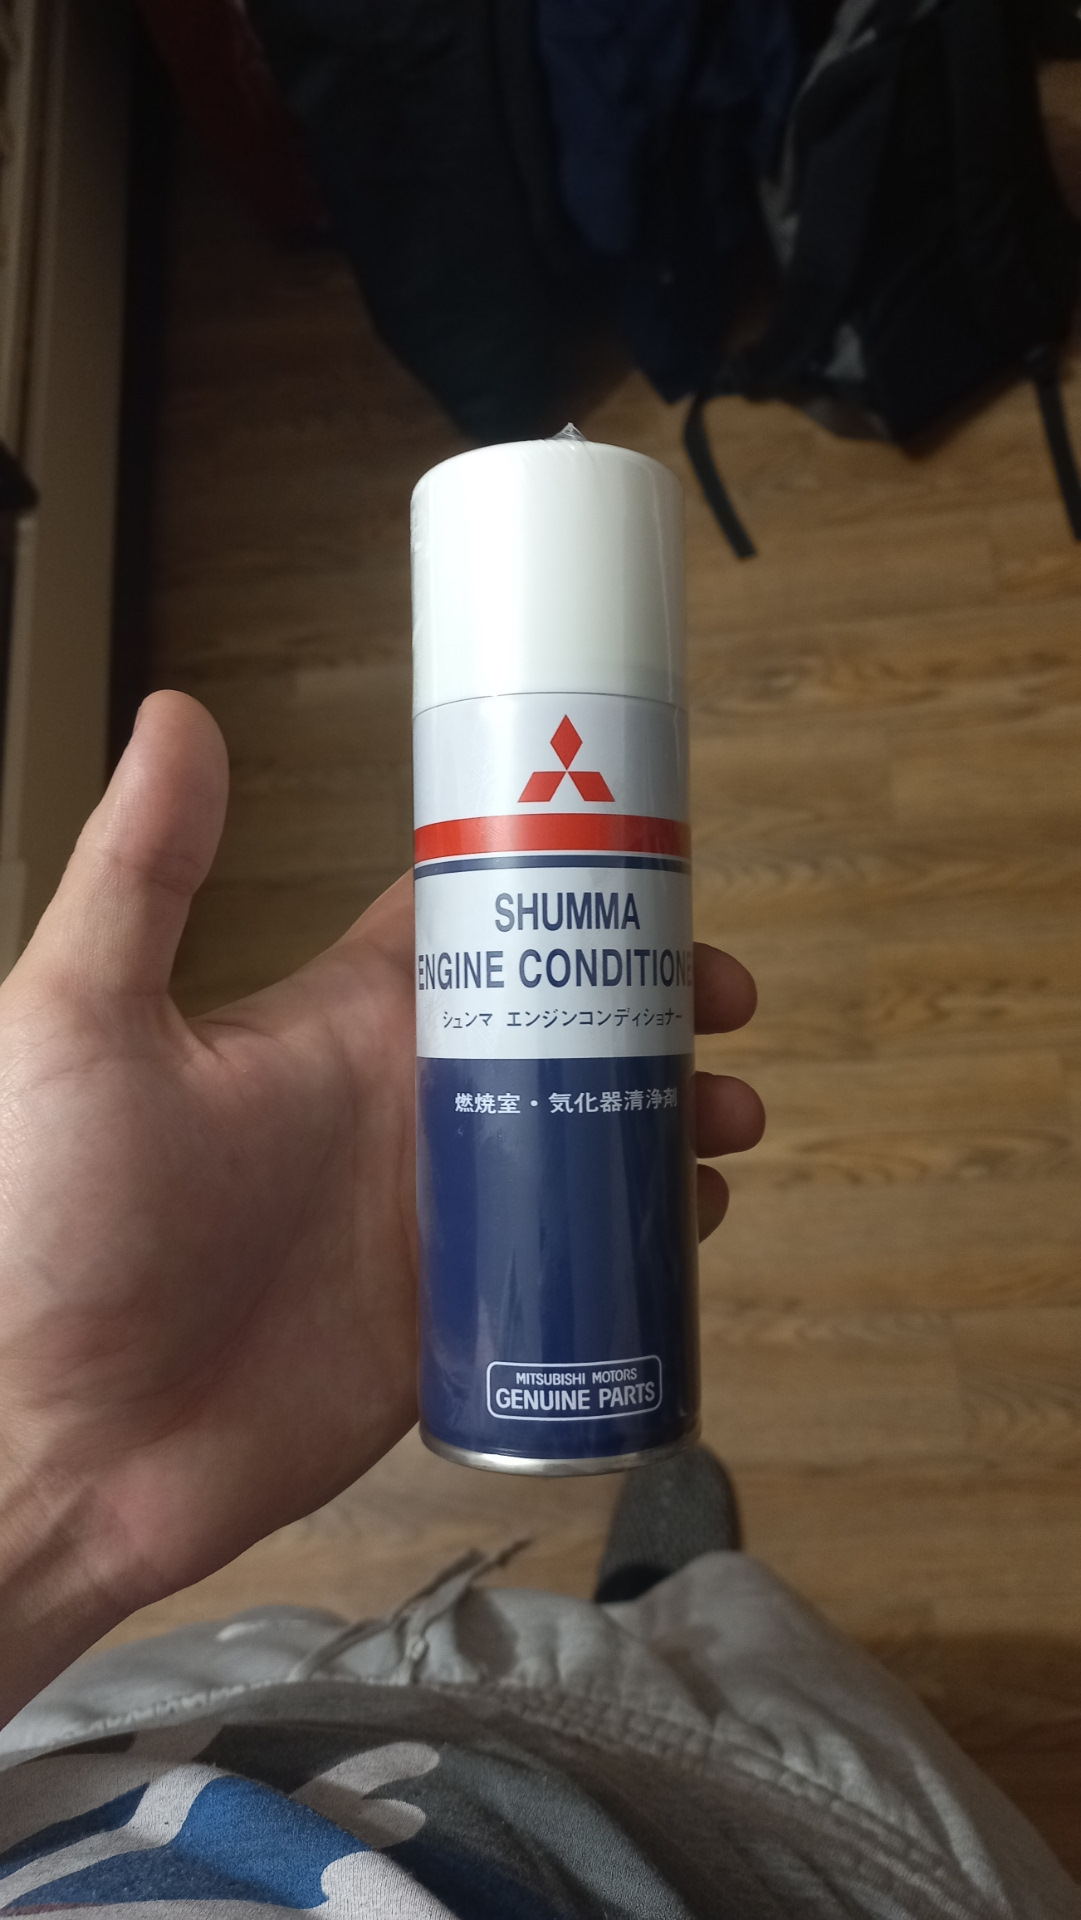 SHUMMA
ENGINE CONDITIONE
シュンマ エンジンコンディショナー
燃焼室・気化器清浄剤
MITSUBISHI MOTORS
GENUINE PARTS